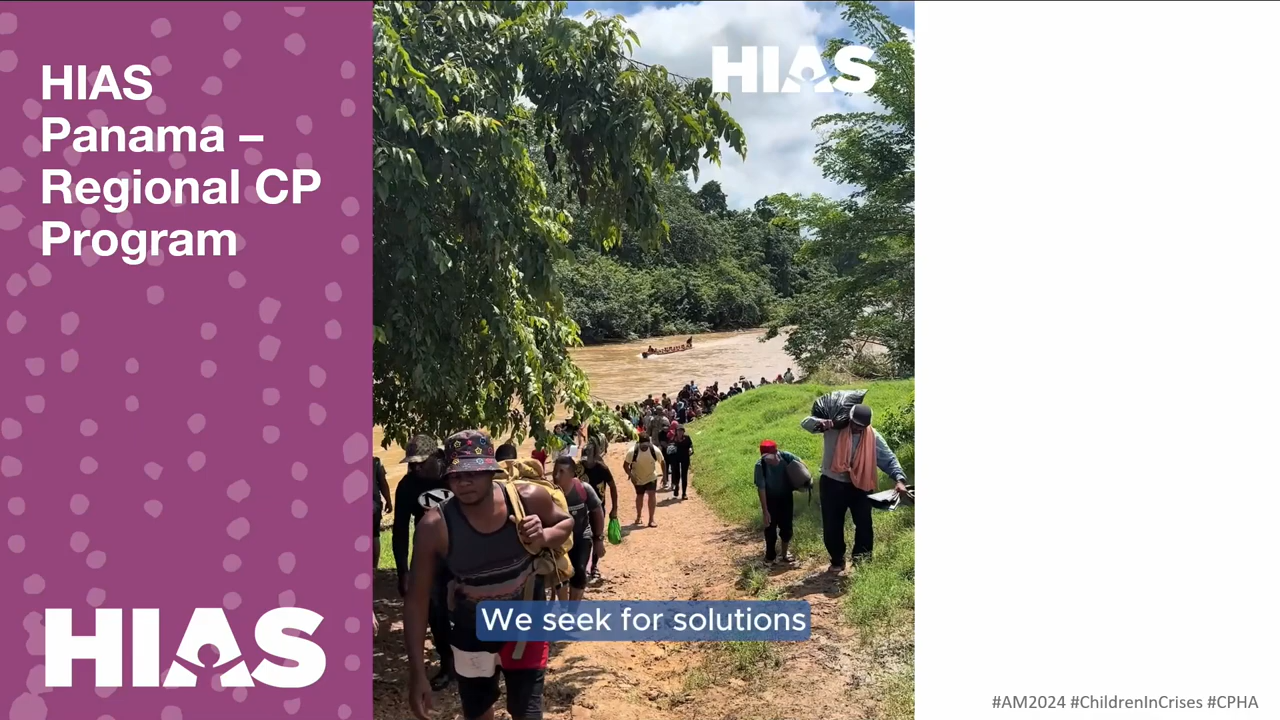 HIAS
Panama –
Regional CP
Program
HIAS
HIAS
We seek for solutions
#AM2024 #ChildrenInCrises #CPHA